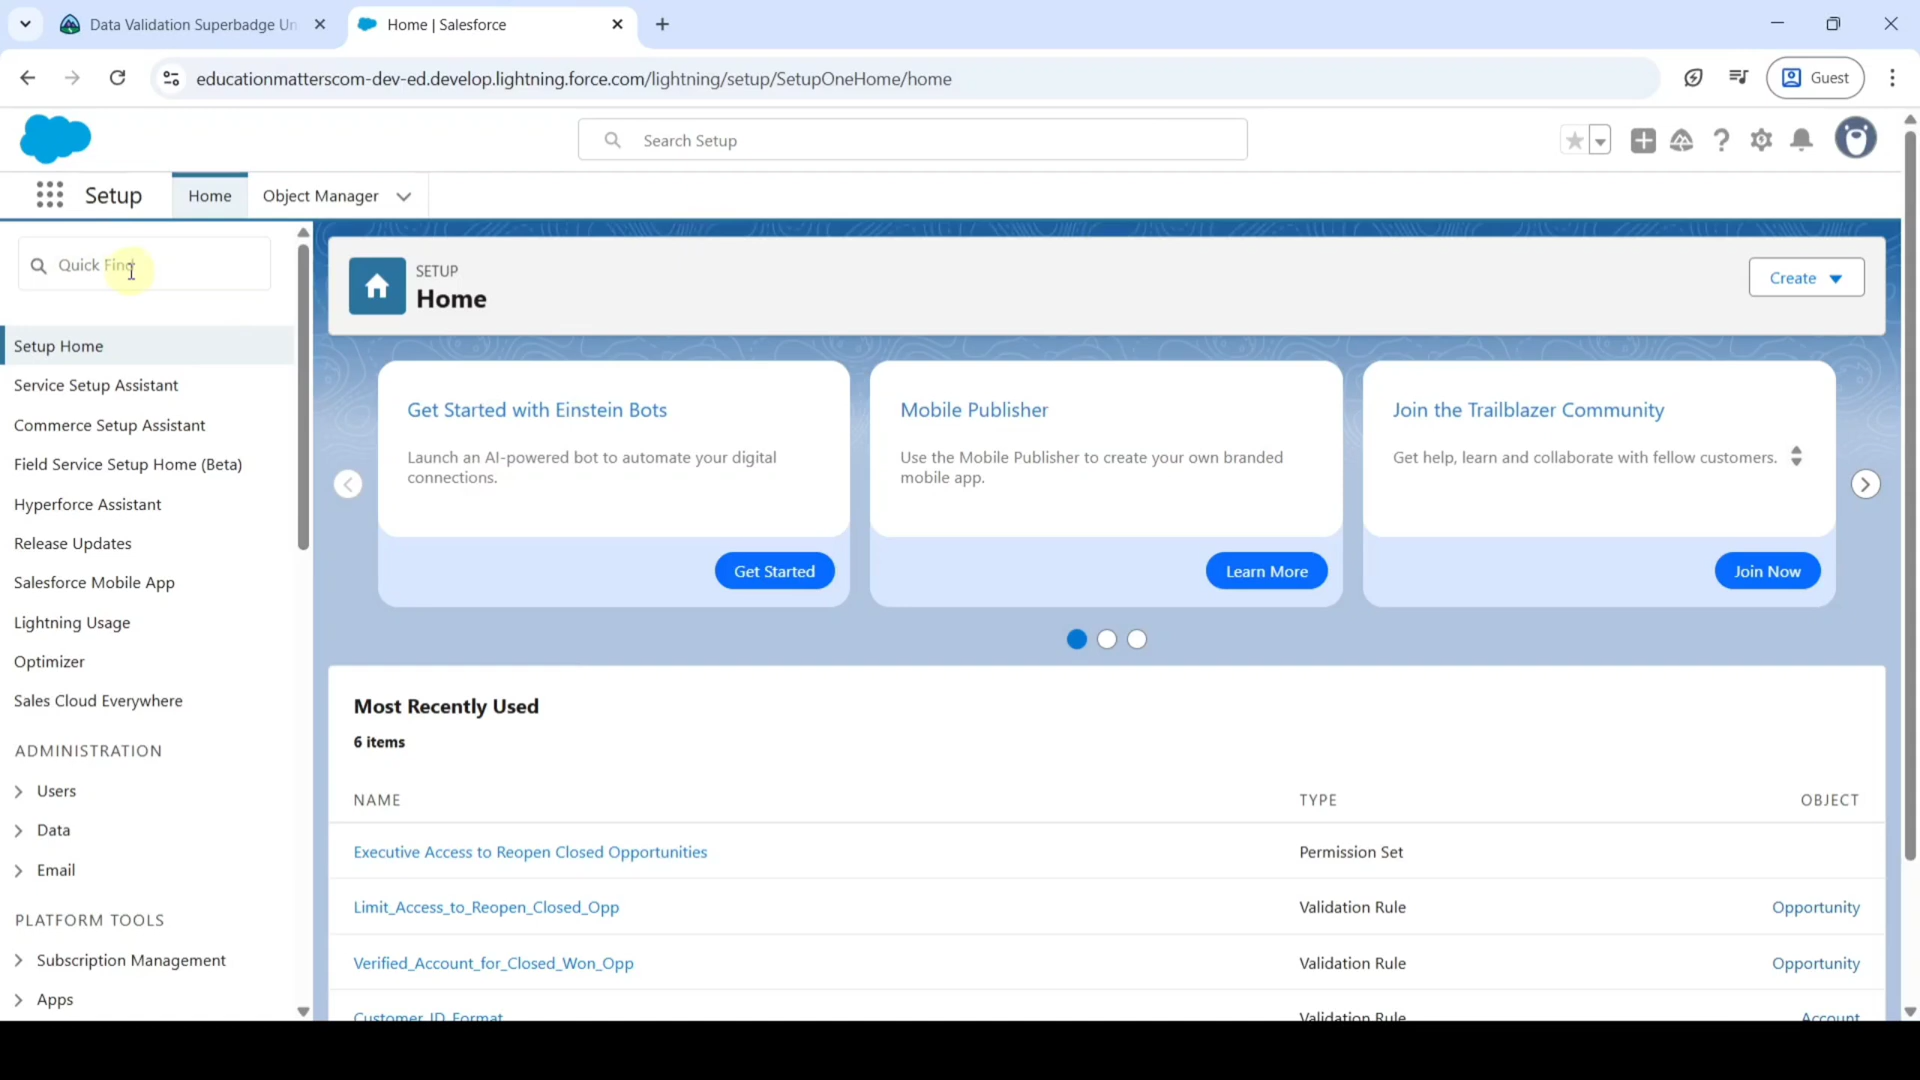 Data Validation Superbadge Un
Home | Salesforce
educationmatterscom-dev-ed.develop.lightning.force.com/lightning/setup/SetupOneHome/home
Guest
Search Setup
Setup
Home
Object Manager
Quick Find
Setup Home
Service Setup Assistant
Commerce Setup Assistant
Field Service Setup Home (Beta)
Hyperforce Assistant
Release Updates
Salesforce Mobile App
Lightning Usage
Optimizer
Sales Cloud Everywhere
ADMINISTRATION
Users
Data
Email
PLATFORM TOOLS
Subscription Management
Apps
SETUP
Home
Create
Get Started with Einstein Bots
Launch an AI-powered bot to automate your digital
connections.
Get Started
Mobile Publisher
Use the Mobile Publisher to create your own branded
mobile app.
Learn More
Join the Trailblazer Community
Get help, learn and collaborate with fellow customers.
Join Now
Most Recently Used
6 items
NAME TYPE OBJECT
Executive Access to Reopen Closed Opportunities Permission Set
Limit_Access_to_Reopen_Closed_Opp Validation Rule Opportunity
Verified_Account_for_Closed_Won_Opp Validation Rule Opportunity
Customer_ID_Format Validation Rule Account